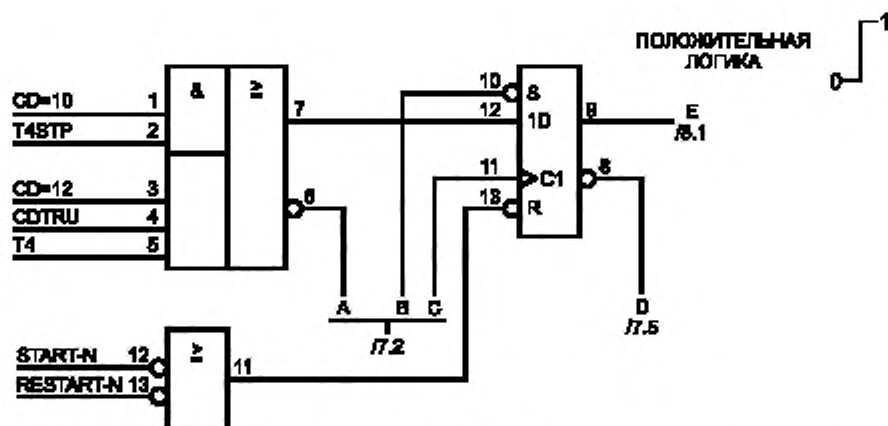 ПОЛОЖИТЕЛЬНАЯ
ЛОГИКА
1
0
CD=10 1
T4STP 2
CD=12 3
CDTRU 4
T4 5
&
≥
7
6
10
12
11
13
S
1D
C1
R
9
8
E
/8.1
A B C
/7.2
D
/7.5
START-N 12
RESTART-N 13
≥
11